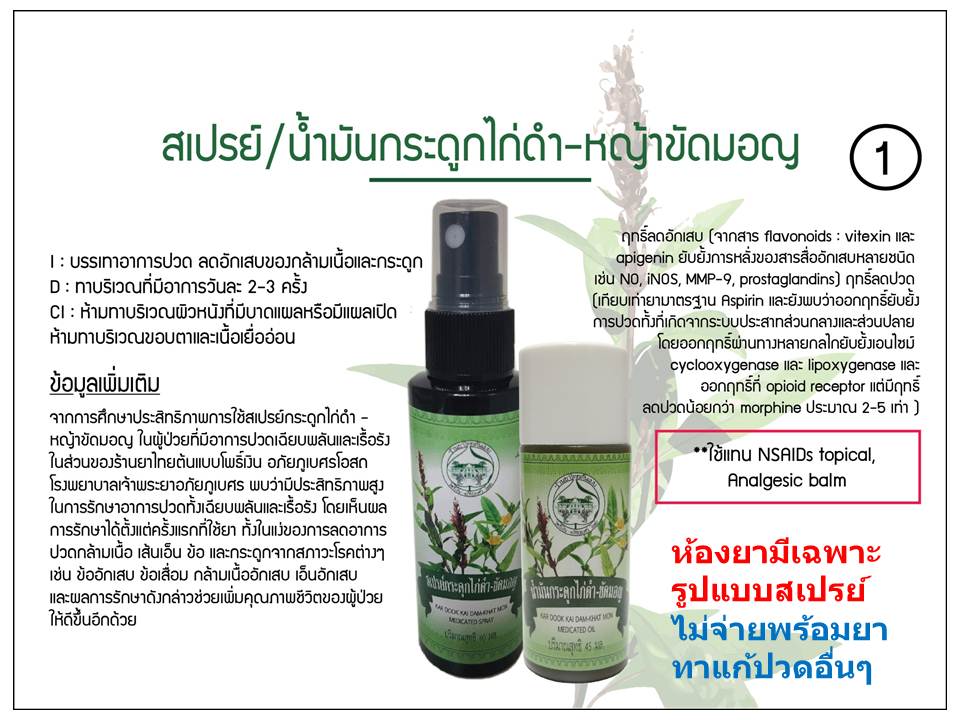 สเปรย์/น้ำมันกระดูกไก่ดำ-หญ้าขัดมอญ
1
I : บรรเทาอาการปวด ลดอักเสบของกล้ามเนื้อและกระดูก
D : ทาบริเวณที่มีอาการวันละ 2-3 ครั้ง
CI : ห้ามทาบริเวณผิวหนังที่มีบาดแผลหรือมีแผลเปิด
ห้ามทาบริเวณขอบตาและเนื้อเยื่ออ่อน
ข้อมูลเพิ่มเติม
จากการศึกษาประสิทธิภาพการใช้สเปรย์กระดูกไก่ดำ -
หญ้าขัดมอญ ในผู้ป่วยที่มีอาการปวดเฉียบพลันและเรื้อรัง
ในส่วนของร้านยาไทยต้นแบบโพธิ์เงิน อภัยภูเบศรโอสถ
โรงพยาบาลเจ้าพระยาอภัยภูเบศร พบว่ามีประสิทธิภาพสูง
ในการรักษาอาการปวดทั้งเฉียบพลันและเรื้อรัง โดยเห็นผล
การรักษาได้ตั้งแต่ครั้งแรกที่ใช้ยา ทั้งในแง่ของการลดอาการ
ปวดกล้ามเนื้อ เส้นเอ็น ข้อ และกระดูกจากสภาวะโรคต่างๆ
เช่น ข้ออักเสบ ข้อเสื่อม กล้ามเนื้ออักเสบ เอ็นอักเสบ
และผลการรักษาดังกล่าวช่วยเพิ่มคุณภาพชีวิตของผู้ป่วย
ให้ดีขึ้นอีกด้วย
สเปรย์กระดูกไก่ดำ-ขัดมอญ
KAR DOOK KAI DAM-KHAT MON
MEDICATED SPRAY
ปริมาณสุทธิ 60 มล.
น้ำมันกระดูกไก่ดำ-ขัดมอญ
KAR DOOK KAI DAM-KHAT MON
MEDICATED OIL
ปริมาณสุทธิ 45 มล.
ฤทธิ์ลดอักเสบ (จากสาร flavonoids : vitexin และ
apigenin ยับยั้งการหลั่งของสารสื่ออักเสบหลายชนิด
เช่น NO, iNOS, MMP-9, prostaglandins) ฤทธิ์ลดปวด
(เทียบเท่ายามาตรฐาน Aspirin และยังพบว่าออกฤทธิ์ยับยั้ง
การปวดทั้งที่เกิดจากระบบประสาทส่วนกลางและส่วนปลาย
โดยออกฤทธิ์ผ่านทางหลายกลไกยับยั้งเอนไซม์
cyclooxygenase และ lipoxygenase และ
ออกฤทธิ์ที่ opioid receptor แต่มีฤทธิ์
ลดปวดน้อยกว่า morphine ประมาณ 2-5 เท่า )
**ใช้แทน NSAIDs topical,
Analgesic balm
ห้องยามีเฉพาะ
รูปแบบสเปรย์
ไม่จ่ายพร้อมยา
ทาแก้ปวดอื่นๆ